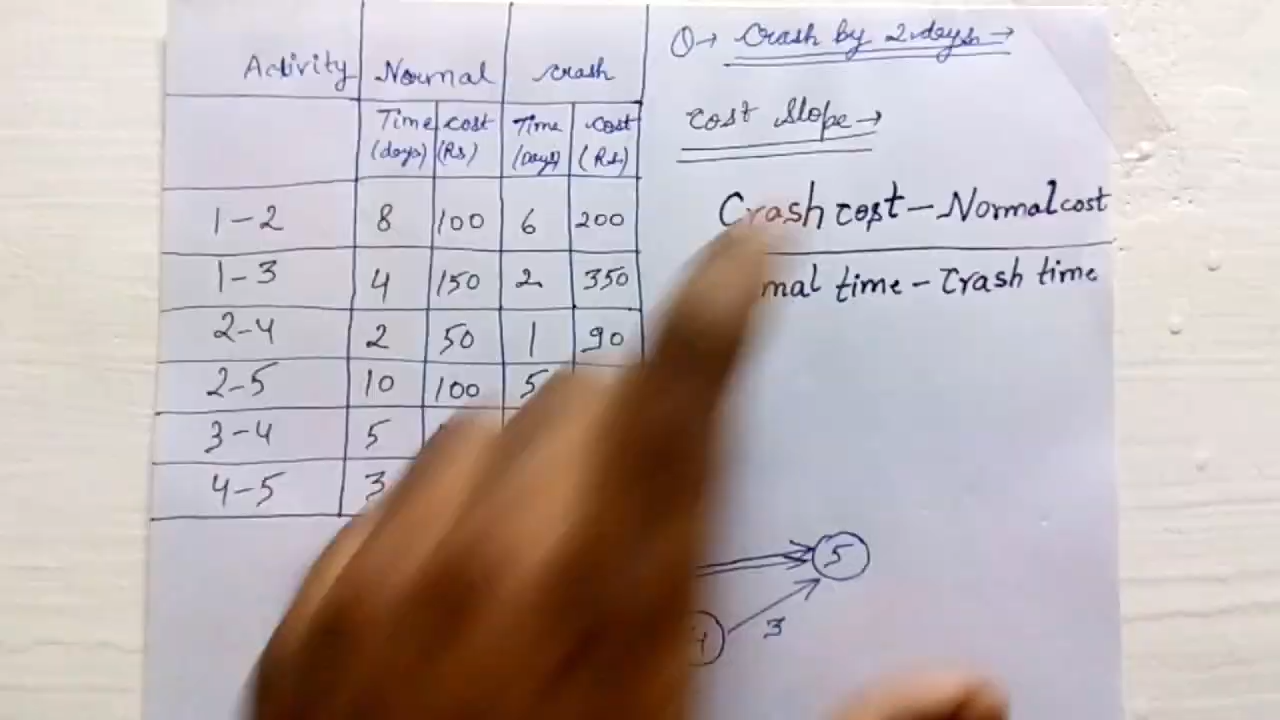 Activity Normal Crash
Time Cost Time Cost
(days) (Rs) (Days) (Rs.)
1-2 8 100 6 200
1-3 4 150 2 350
2-4 2 50 1 90
2-5 10 100 5
3-4 5
4-5 3
①→ Crash by 2 days→
Cost Slope→
Crash cost - Normal cost
mal time - Crash time
5
4
3